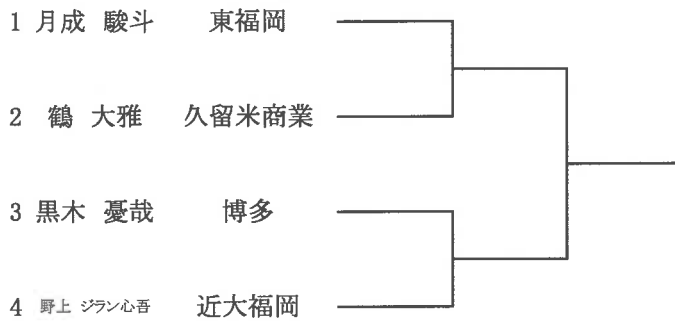 1 月成 駿斗 東福岡
2 鶴 大雅 久留米商業
3 黒木 憂哉 博多
4 野上 ジラン心吾 近大福岡